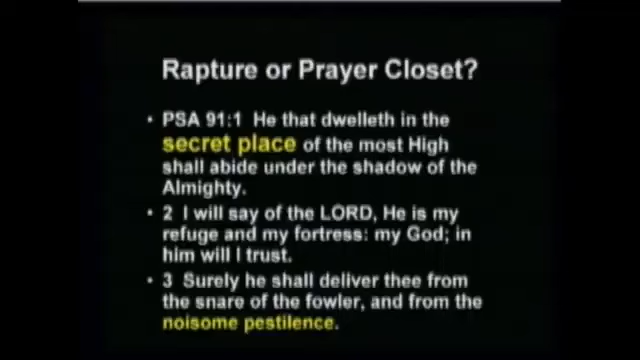 Rapture or Prayer Closet?
• PSA 91:1 He that dwelleth in the
secret place of the most High
shall abide under the shadow of the
Almighty.
• 2 I will say of the LORD, He is my
refuge and my fortress: my God; in
him will I trust.
• 3 Surely he shall deliver thee from
the snare of the fowler, and from the
noisome pestilence.